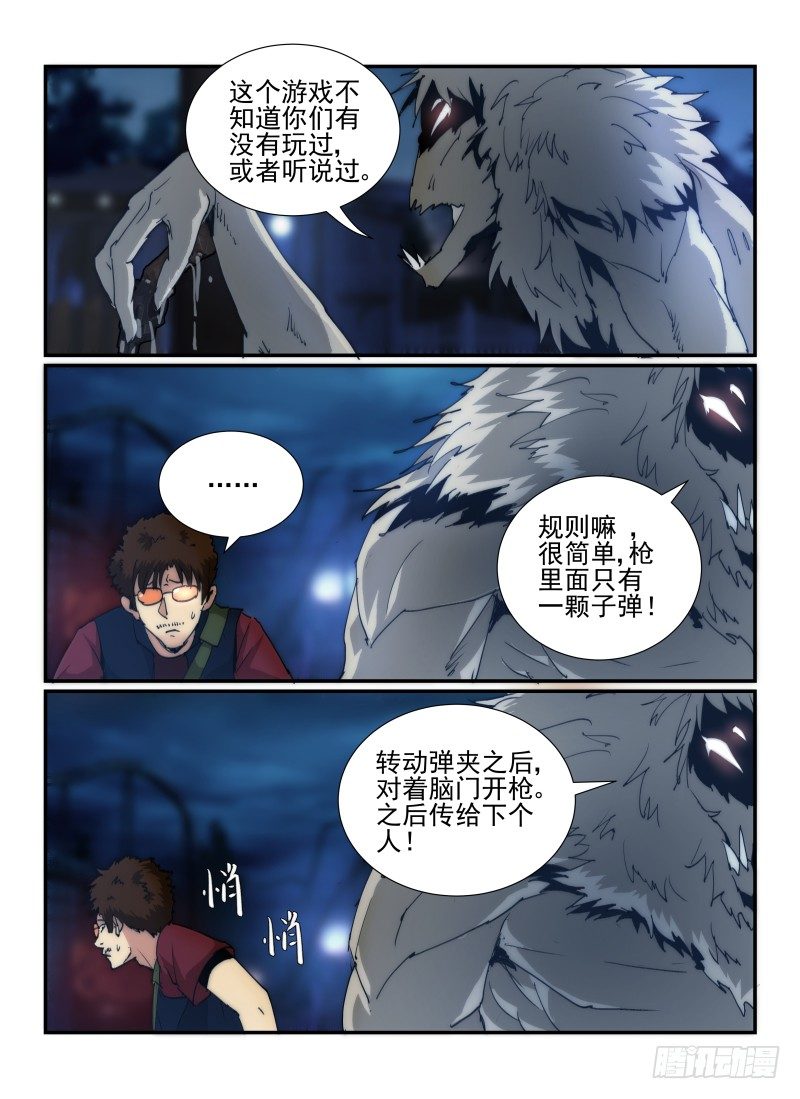 这个游戏不
知道你们有
没有玩过,
或者听说过。
……
规则嘛，
很简单,枪
里面只有
一颗子弹!
转动弹夹之后,
对着脑门开枪。
之后传给下个
人!
悄
悄
腾讯动漫